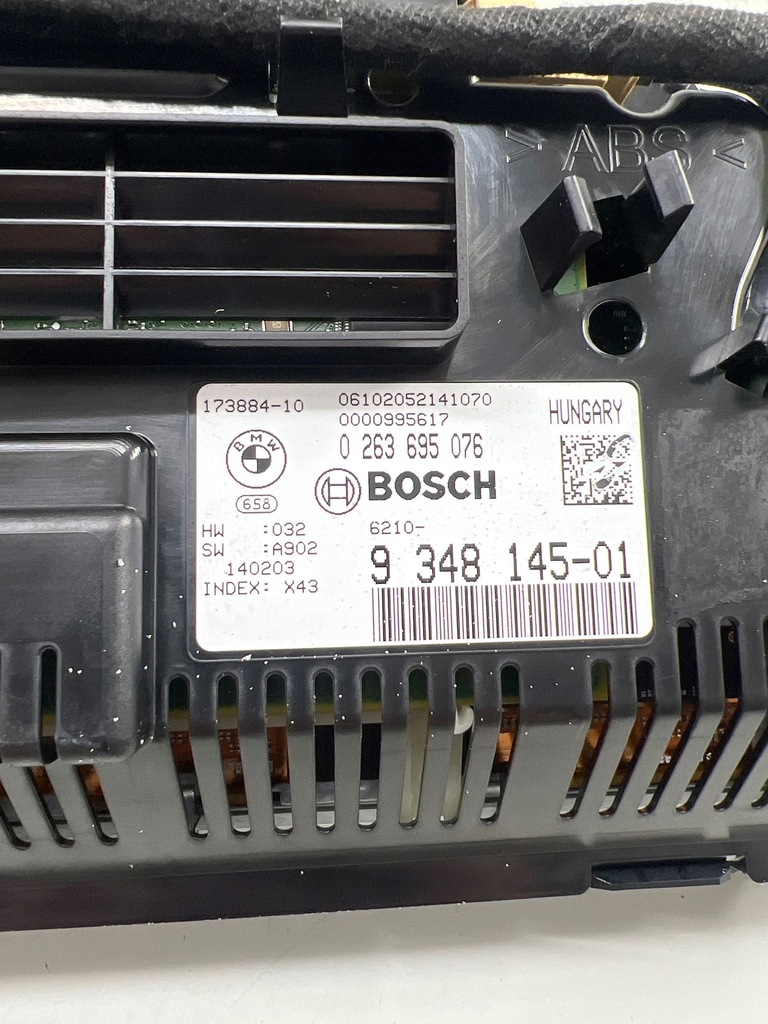 > ABS <
173884-10 06102052141070
0000995617 HUNGARY
0 263 695 076
BMW
BOSCH
658
HW :032 6210-
SW :A902
9 348 145-01
140203
INDEX: X43